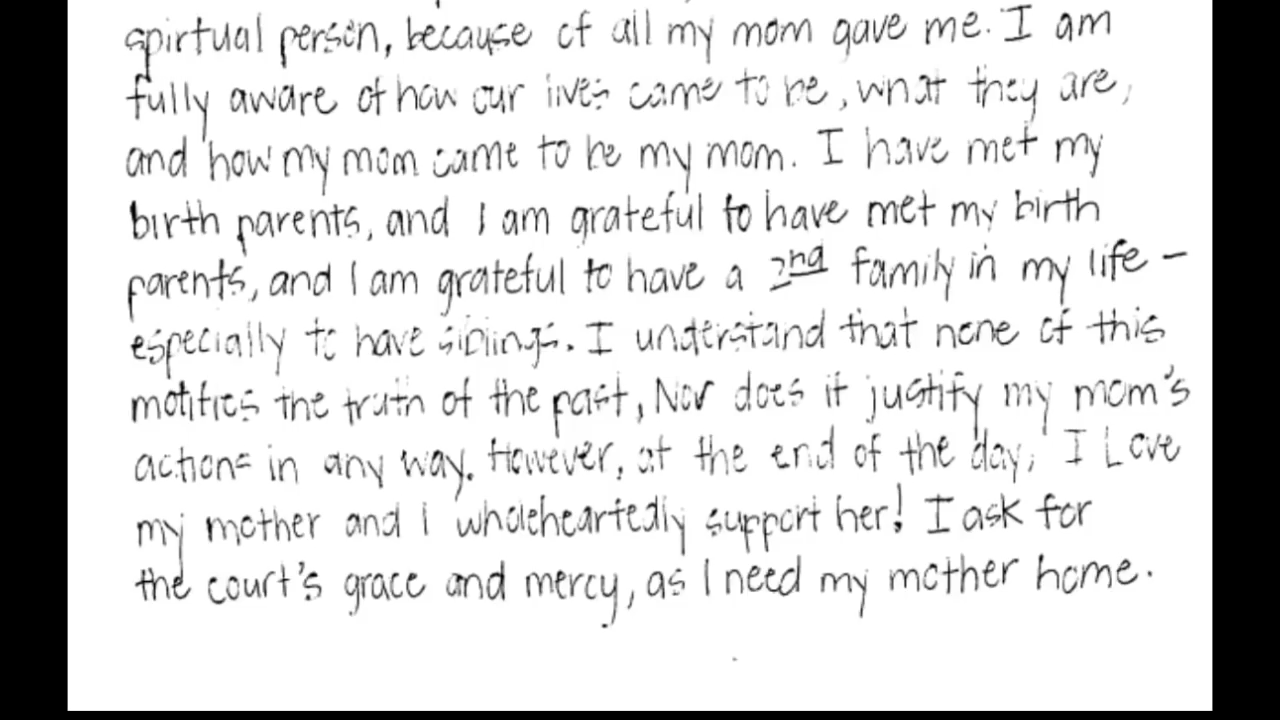 spirtual person, because of all my mom gave me. I am
fully aware of how our lives came to be, what they are,
and how my mom came to be my mom. I have met my
birth parents, and I am grateful to have met my birth
parents, and I am grateful to have a 2nd family in my life -
especially to have siblings. I understand that none of this
motifies the truth of the past, Nor does it justify my mom's
actions in any way. However, at the end of the day, I Love
my mother and I wholeheartedly support her! I ask for
the court's grace and mercy, as I need my mother home.